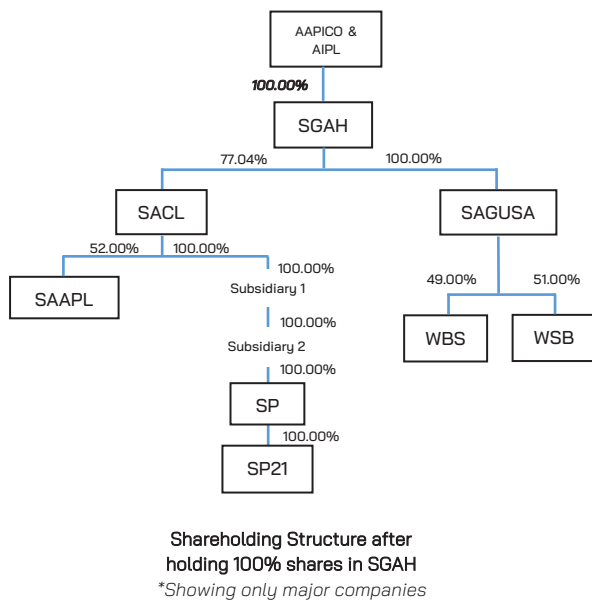 AAPICO &
AIPL
100.00%
SGAH
77.04%
100.00%
SACL
SAGUSA
52.00%
100.00%
SAAPL
100.00%
Subsidiary 1
49.00%
51.00%
WBS
WSB
100.00%
Subsidiary 2
100.00%
SP
100.00%
SP21
Shareholding Structure after
holding 100% shares in SGAH
*Showing only major companies